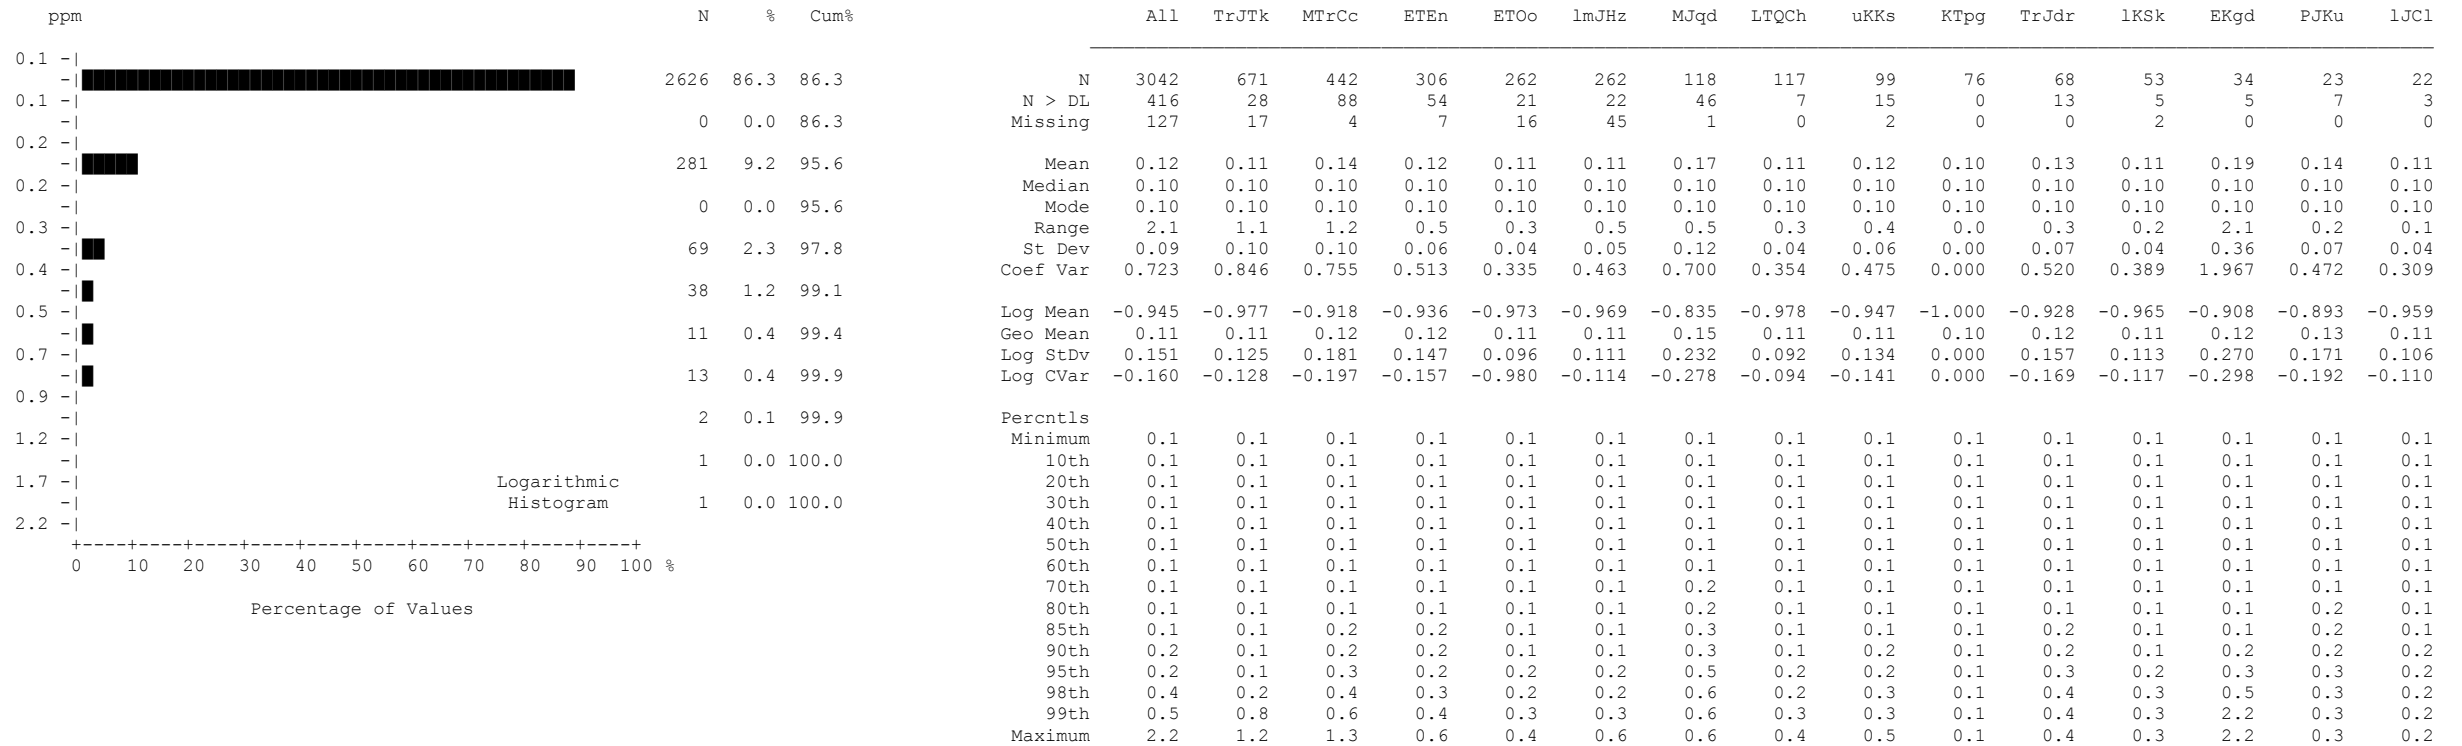 ppm N % Cum% All TrJTk MTrCc ETEn ETOo lmJHz MJqd LTQCh uKKs KTpg TrJdr lKSk EKgd PJKu lJCl
0.1 -|
-| 2626 86.3 86.3 N 3042 671 442 306 262 262 118 117 99 76 68 53 34 23 22
0.1 -| N > DL 416 28 88 54 21 22 46 7 15 0 13 5 5 7 3
-| 0 0.0 86.3 Missing 127 17 4 7 16 45 1 0 2 0 0 2 0 0 0
0.2 -|
-| 281 9.2 95.6 Mean 0.12 0.11 0.14 0.12 0.11 0.11 0.17 0.11 0.12 0.10 0.13 0.11 0.19 0.14 0.11
0.2 -| Median 0.10 0.10 0.10 0.10 0.10 0.10 0.10 0.10 0.10 0.10 0.10 0.10 0.10 0.10 0.10
-| 0 0.0 95.6 Mode 0.10 0.10 0.10 0.10 0.10 0.10 0.10 0.10 0.10 0.10 0.10 0.10 0.10 0.10 0.10
0.3 -| Range 2.1 1.1 1.2 0.5 0.3 0.5 0.5 0.3 0.4 0.0 0.3 0.2 2.1 0.2 0.1
-| 69 2.3 97.8 St Dev 0.09 0.10 0.10 0.06 0.04 0.05 0.12 0.04 0.06 0.00 0.07 0.04 0.36 0.07 0.04
0.4 -| Coef Var 0.723 0.846 0.755 0.513 0.335 0.463 0.700 0.354 0.475 0.000 0.520 0.389 1.967 0.472 0.309
-| 38 1.2 99.1
0.5 -| Log Mean -0.945 -0.977 -0.918 -0.936 -0.973 -0.969 -0.835 -0.978 -0.947 -1.000 -0.928 -0.965 -0.908 -0.893 -0.959
-| 11 0.4 99.4 Geo Mean 0.11 0.11 0.12 0.12 0.11 0.11 0.15 0.11 0.11 0.10 0.12 0.11 0.12 0.13 0.11
0.7 -| Log StDv 0.151 0.125 0.181 0.147 0.096 0.111 0.232 0.092 0.134 0.000 0.157 0.113 0.270 0.171 0.106
-| 13 0.4 99.9 Log CVar -0.160 -0.128 -0.197 -0.157 -0.980 -0.114 -0.278 -0.094 -0.141 0.000 -0.169 -0.117 -0.298 -0.192 -0.110
0.9 -|
-| 2 0.1 99.9 Percntls
1.2 -| Minimum 0.1 0.1 0.1 0.1 0.1 0.1 0.1 0.1 0.1 0.1 0.1 0.1 0.1 0.1 0.1
-| 1 0.0 100.0 10th 0.1 0.1 0.1 0.1 0.1 0.1 0.1 0.1 0.1 0.1 0.1 0.1 0.1 0.1 0.1
1.7 -| Logarithmic 20th 0.1 0.1 0.1 0.1 0.1 0.1 0.1 0.1 0.1 0.1 0.1 0.1 0.1 0.1 0.1
-| Histogram 1 0.0 100.0 30th 0.1 0.1 0.1 0.1 0.1 0.1 0.1 0.1 0.1 0.1 0.1 0.1 0.1 0.1 0.1
2.2 -| 40th 0.1 0.1 0.1 0.1 0.1 0.1 0.1 0.1 0.1 0.1 0.1 0.1 0.1 0.1 0.1
+----+----+----+----+----+----+----+----+----+----+ 50th 0.1 0.1 0.1 0.1 0.1 0.1 0.1 0.1 0.1 0.1 0.1 0.1 0.1 0.1 0.1
0 10 20 30 40 50 60 70 80 90 100 % 60th 0.1 0.1 0.1 0.1 0.1 0.1 0.1 0.1 0.1 0.1 0.1 0.1 0.1 0.1 0.1
70th 0.1 0.1 0.1 0.1 0.1 0.1 0.2 0.1 0.1 0.1 0.1 0.1 0.1 0.1 0.1
Percentage of Values 80th 0.1 0.1 0.1 0.1 0.1 0.1 0.2 0.1 0.1 0.1 0.1 0.1 0.1 0.2 0.1
85th 0.1 0.1 0.2 0.2 0.1 0.1 0.3 0.1 0.1 0.1 0.2 0.1 0.1 0.2 0.1
90th 0.2 0.1 0.2 0.2 0.1 0.1 0.3 0.1 0.2 0.1 0.2 0.1 0.2 0.2 0.2
95th 0.2 0.1 0.3 0.2 0.2 0.2 0.5 0.2 0.2 0.1 0.3 0.2 0.3 0.3 0.2
98th 0.4 0.2 0.4 0.3 0.2 0.2 0.6 0.2 0.3 0.1 0.4 0.3 0.5 0.3 0.2
99th 0.5 0.8 0.6 0.4 0.3 0.3 0.6 0.3 0.3 0.1 0.4 0.3 2.2 0.3 0.2
Maximum 2.2 1.2 1.3 0.6 0.4 0.6 0.6 0.4 0.5 0.1 0.4 0.3 2.2 0.3 0.2